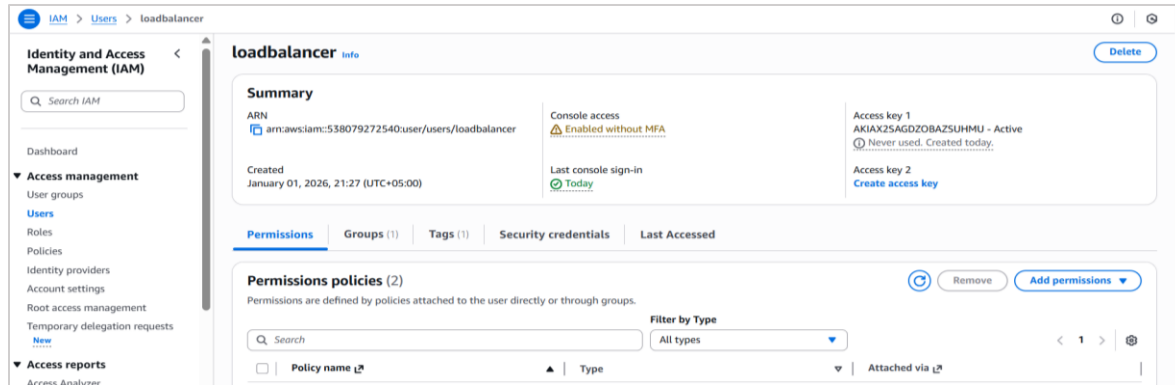 IAM > Users > loadbalancer
Identity and Access Management (IAM)
Search IAM
Dashboard
Access management
User groups
Users
Roles
Policies
Identity providers
Account settings
Root access management
Temporary delegation requests
New
Access reports
Access Analyzer
loadbalancer Info
Delete
Summary
ARN
arn:aws:iam::538079272540:user/users/loadbalancer
Console access
Enabled without MFA
Access key 1
AKIAX2SAGDZOBAZSUHMU - Active
Never used. Created today.
Created
January 01, 2026, 21:27 (UTC+05:00)
Last console sign-in
Today
Access key 2
Create access key
Permissions
Groups (1)
Tags (1)
Security credentials
Last Accessed
Permissions policies (2)
Remove
Add permissions
Permissions are defined by policies attached to the user directly or through groups.
Filter by Type
Search
All types
1
Policy name
Type
Attached via